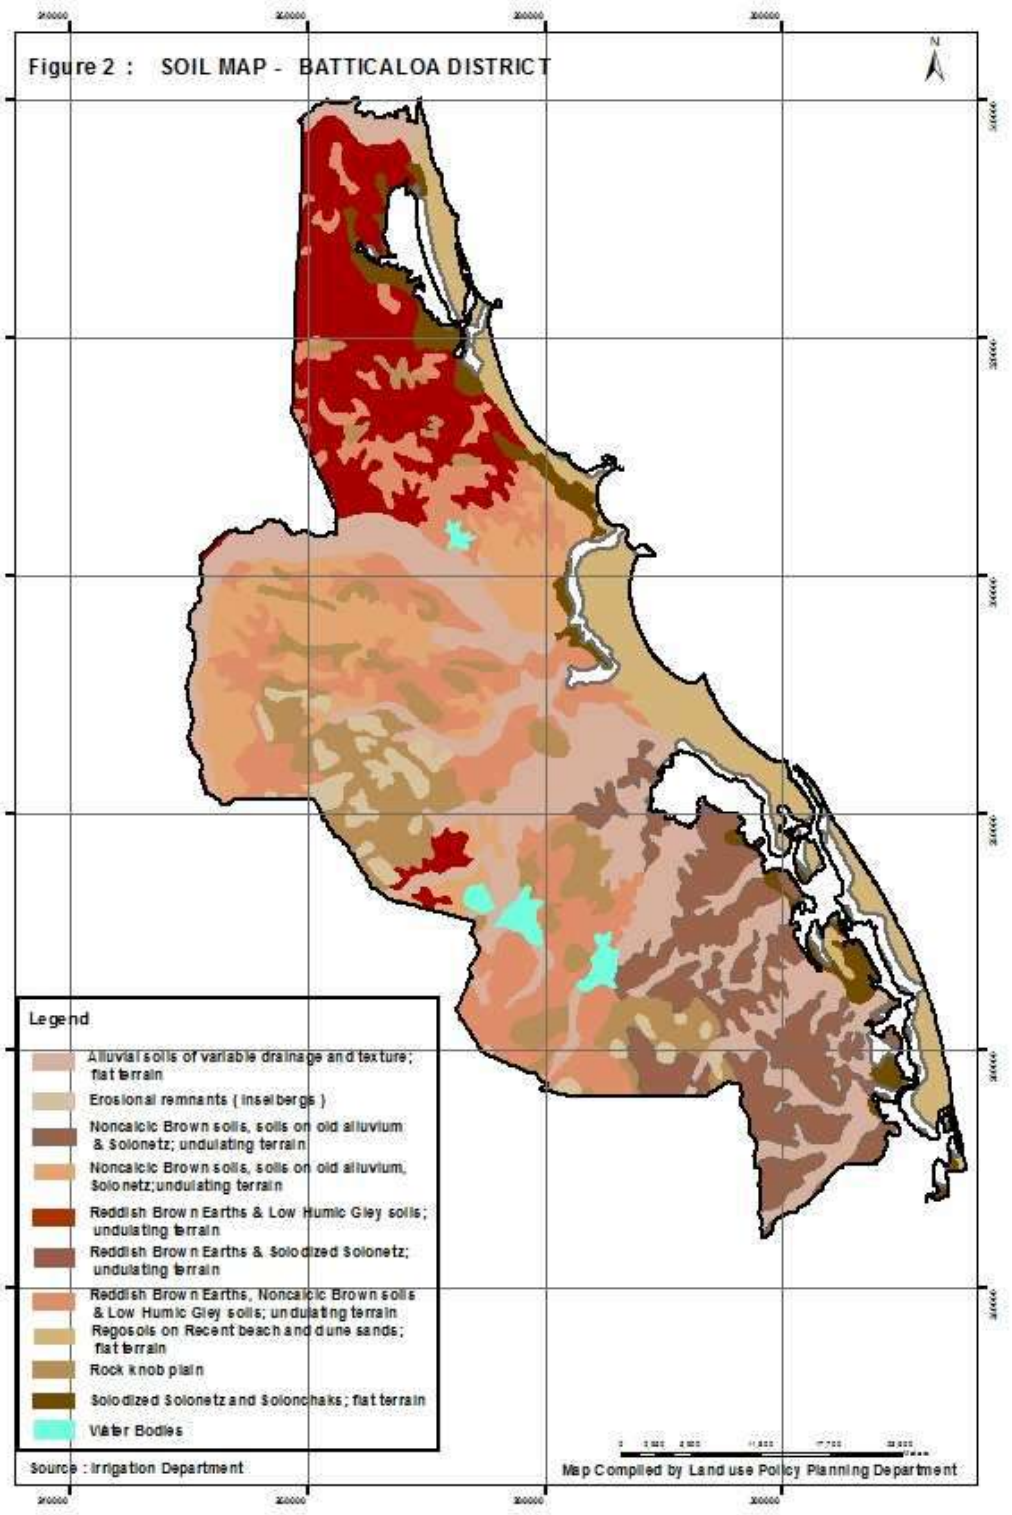 N
Figure 2 : SOIL MAP - BATTICALOA DISTRICT
Legend
Alluvial soils of variable drainage and texture;
flat terrain
Erosional remnants ( Inselbergs )
Noncalcic Brown soils, soils on old alluvium
& Solonetz; undulating terrain
Noncalcic Brown soils, soils on old alluvium,
Solonetz;undulating terrain
Reddish Brown Earths & Low Humic Gley soils;
undulating terrain
Reddish Brown Earths & Solodized Solonetz;
undulating terrain
Reddish Brown Earths, Noncalcic Brown soils
& Low Humic Gley soils; undulating terrain
Regosols on Recent beach and dune sands;
flat terrain
Rock knob plain
Solodized Solonetz and Solonchaks; flat terrain
Water Bodies
Source : Irrigation Department
Map Compiled by Land use Policy Planning Department